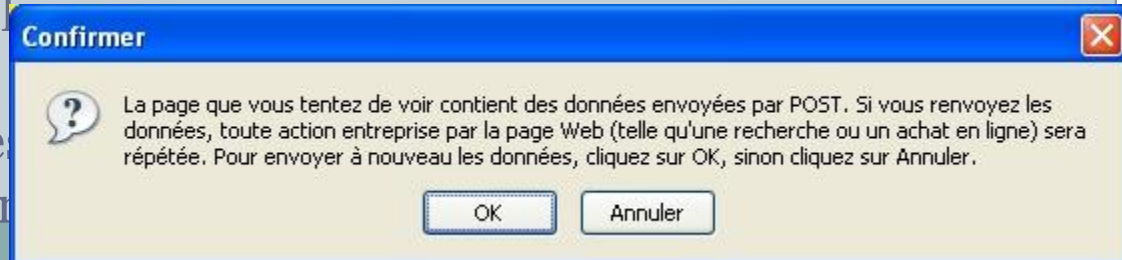 Confirmer
La page que vous tentez de voir contient des données envoyées par POST. Si vous renvoyez les
données, toute action entreprise par la page Web (telle qu'une recherche ou un achat en ligne) sera
répétée. Pour envoyer à nouveau les données, cliquez sur OK, sinon cliquez sur Annuler.
OK
Annuler